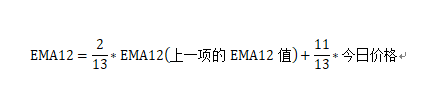 EMA12 = 2/13 * EMA12(上一项的 EMA12 值) + 11/13 * 今日价格